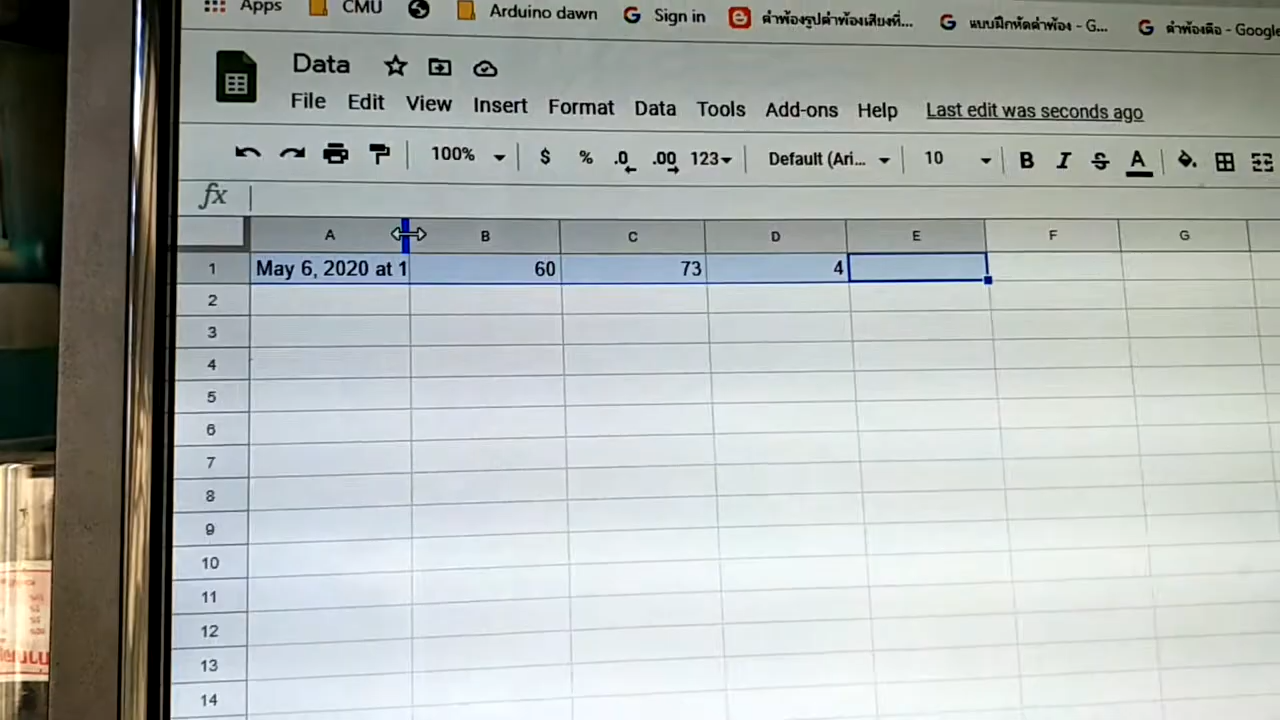 Apps CMU Arduino dawn Sign in คำพ้องรูปคำพ้องเสียงที่... แบบฝึกหัดคำพ้อง - G... คำพ้องคือ - Google
Data
File Edit View Insert Format Data Tools Add-ons Help Last edit was seconds ago
100% $ % .0 .00 123 Default (Ari... 10 B I S A
fx
A B C D E F G
1 May 6, 2020 at 1 60 73 4
2
3
4
5
6
7
8
9
10
11
12
13
14